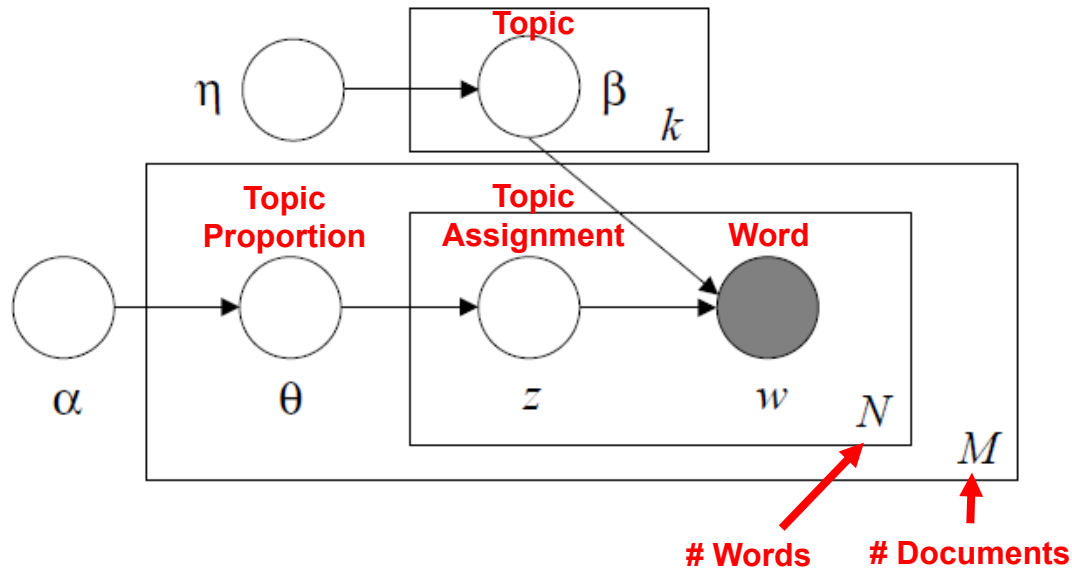 Topic
η
β
k
Topic
Proportion
Topic
Assignment
Word
α
θ
z
w
N
M
# Words
# Documents